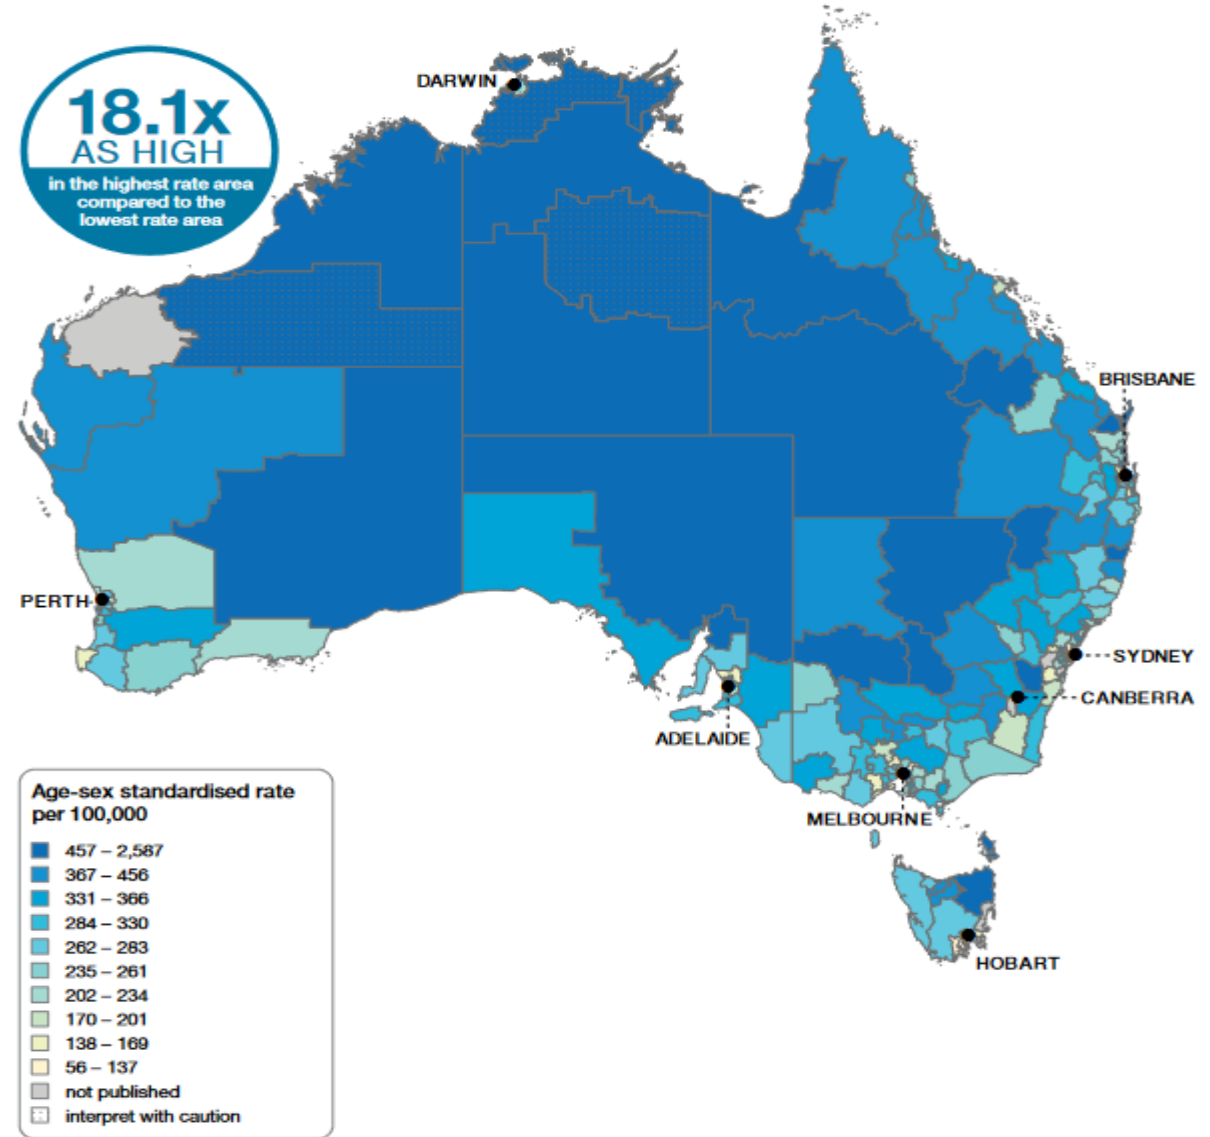 18.1x
AS HIGH
in the highest rate area
compared to the
lowest rate area
DARWIN
BRISBANE
PERTH
SYDNEY
CANBERRA
ADELAIDE
MELBOURNE
HOBART
Age-sex standardised rate
per 100,000
457 – 2,587
367 – 456
331 – 366
284 – 330
262 – 283
235 – 261
202 – 234
170 – 201
138 – 169
56 – 137
not published
interpret with caution